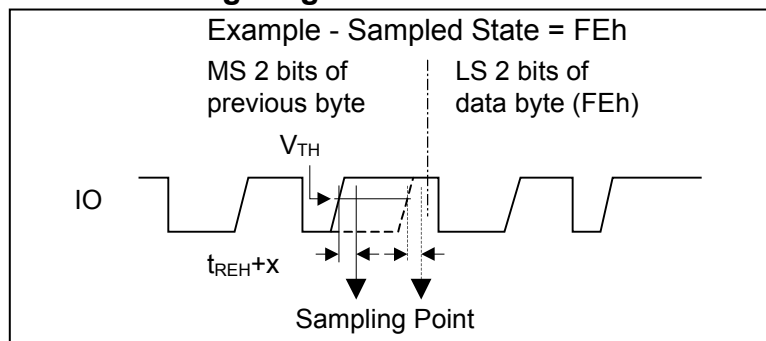 Example - Sampled State = FEh
MS 2 bits of
previous byte
LS 2 bits of
data byte (FEh)
VTH
IO
tREH+x
Sampling Point